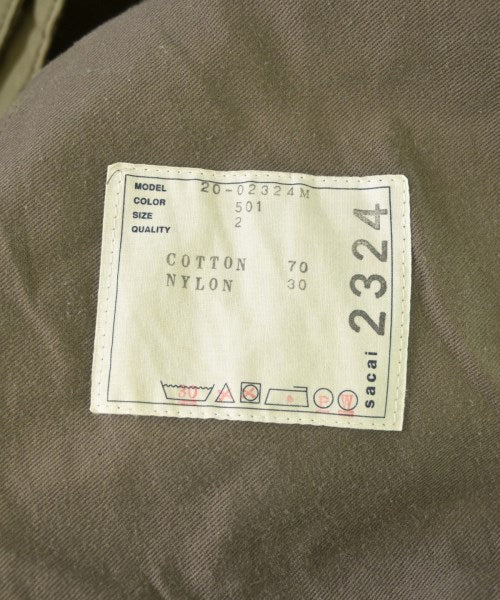 MODEL 20-02324M
COLOR 501
SIZE 2
QUALITY
COTTON 70
NYLON 30
30
P
W
sacai 2324